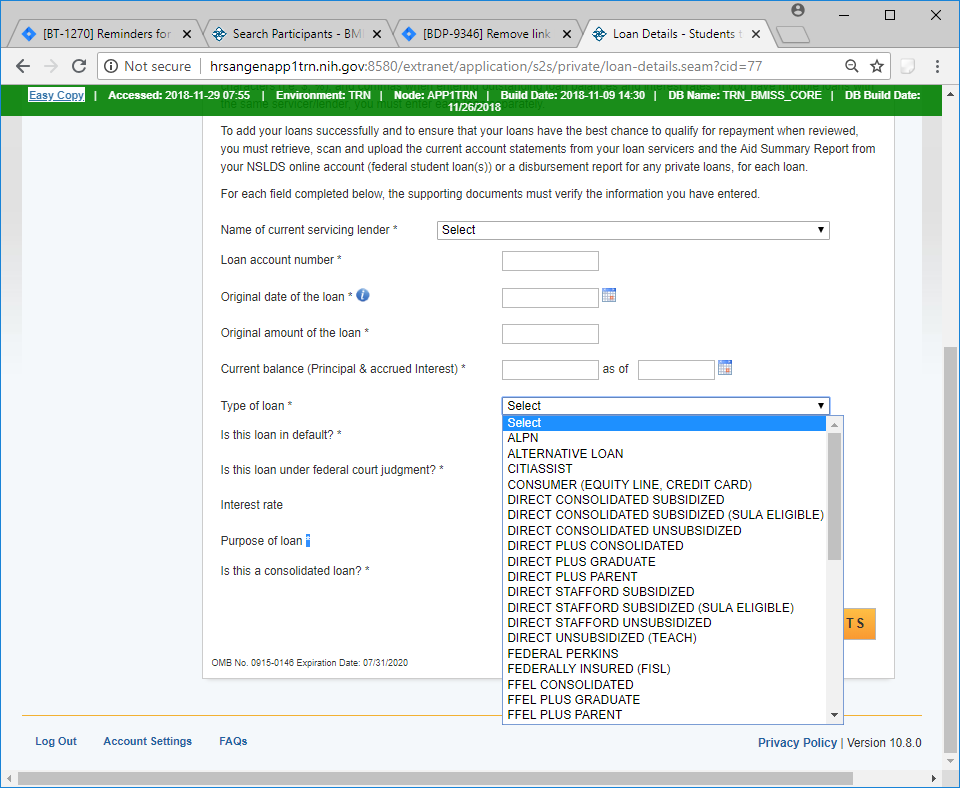 [BT-1270] Reminders for
Search Participants - BMI
[BDP-9346] Remove link
Loan Details - Students t
Not secure
hrsangenapp1trn.nih.gov:8580/extranet/application/s2s/private/loan-details.seam?cid=77
Easy Copy | Accessed: 2018-11-29 07:55 | Environment: TRN | Node: APP1TRN | Build Date: 2018-11-09 14:30 | DB Name: TRN_BMISS_CORE | DB Build Date:
11/26/2018
the same servicer/lender, you must enter each separately.
To add your loans successfully and to ensure that your loans have the best chance to qualify for repayment when reviewed,
you must retrieve, scan and upload the current account statements from your loan servicers and the Aid Summary Report from
your NSLDS online account (federal student loan(s)) or a disbursement report for any private loans, for each loan.
For each field completed below, the supporting documents must verify the information you have entered.
Name of current servicing lender *
Select
Loan account number *
Original date of the loan *
Original amount of the loan *
Current balance (Principal & accrued Interest) *
as of
Type of loan *
Select
Is this loan in default? *
Is this loan under federal court judgment? *
Interest rate
Purpose of loan *
Is this a consolidated loan? *
Select
ALPN
ALTERNATIVE LOAN
CITIASSIST
CONSUMER (EQUITY LINE, CREDIT CARD)
DIRECT CONSOLIDATED SUBSIDIZED
DIRECT CONSOLIDATED SUBSIDIZED (SULA ELIGIBLE)
DIRECT CONSOLIDATED UNSUBSIDIZED
DIRECT PLUS CONSOLIDATED
DIRECT PLUS GRADUATE
DIRECT PLUS PARENT
DIRECT STAFFORD SUBSIDIZED
DIRECT STAFFORD SUBSIDIZED (SULA ELIGIBLE)
DIRECT STAFFORD UNSUBSIDIZED
DIRECT UNSUBSIDIZED (TEACH)
FEDERAL PERKINS
FEDERALLY INSURED (FISL)
FFEL CONSOLIDATED
FFEL PLUS GRADUATE
FFEL PLUS PARENT
TS
OMB No. 0915-0146 Expiration Date: 07/31/2020
Log Out
Account Settings
FAQs
Privacy Policy | Version 10.8.0